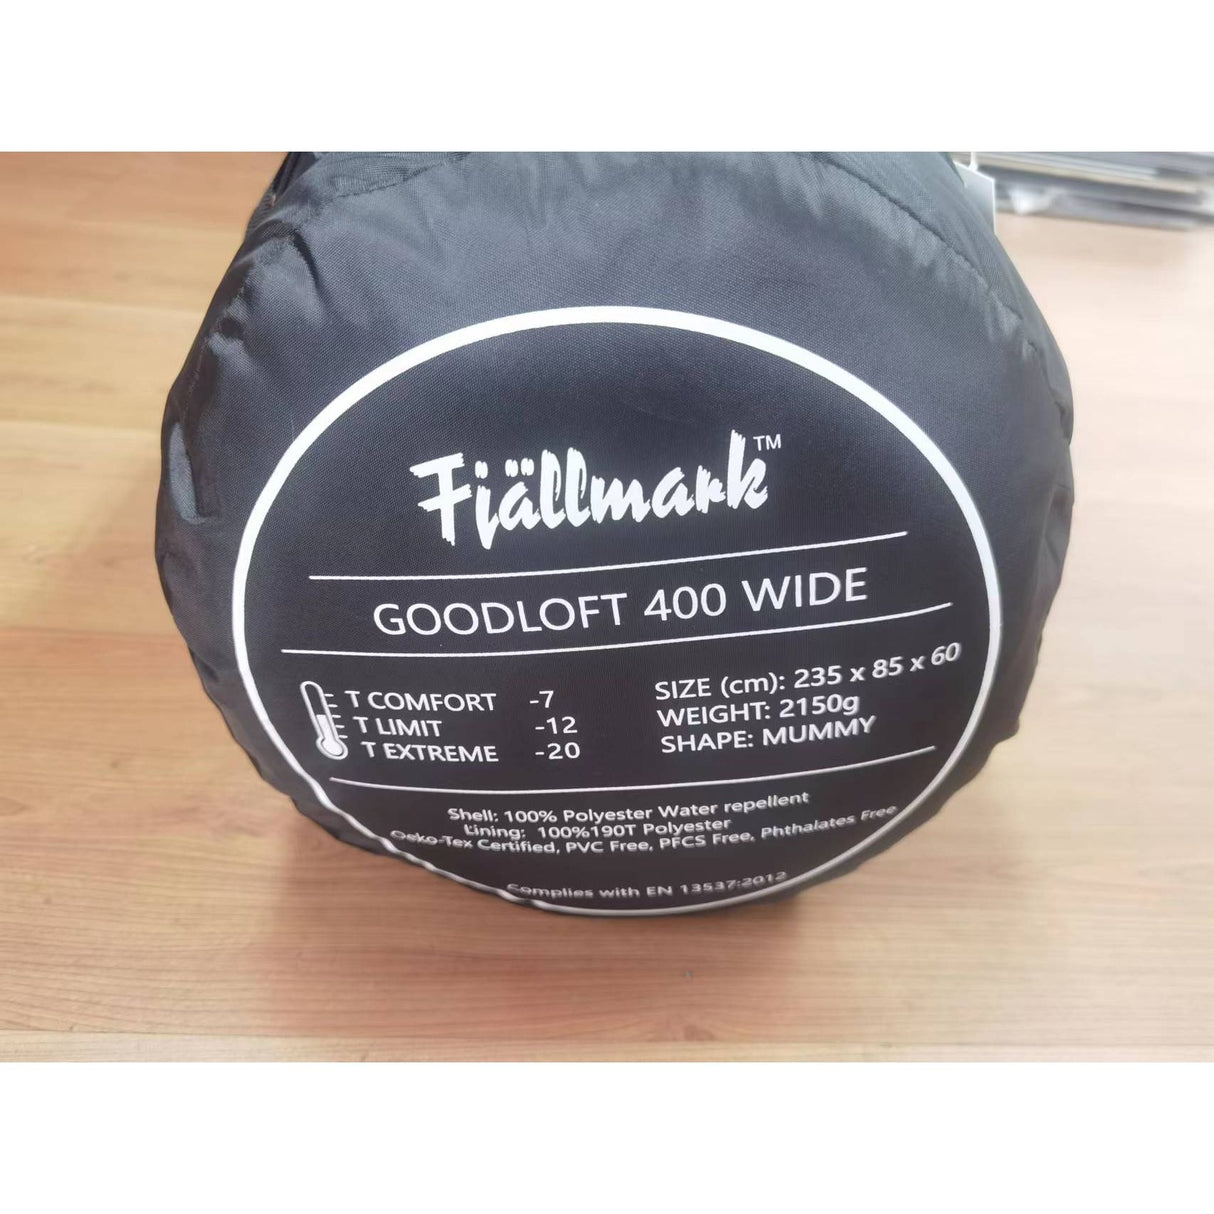 Fjällmark™
GOODLOFT 400 WIDE
T COMFORT -7
T LIMIT -12
T EXTREME -20
SIZE (cm): 235 x 85 x 60
WEIGHT: 2150g
SHAPE: MUMMY
Shell: 100% Polyester Water repellent
Lining: 100%190T Polyester
Oeko-Tex Certified, PVC Free, PFCS Free, Phthalates Free
Complies with EN 13537:2012